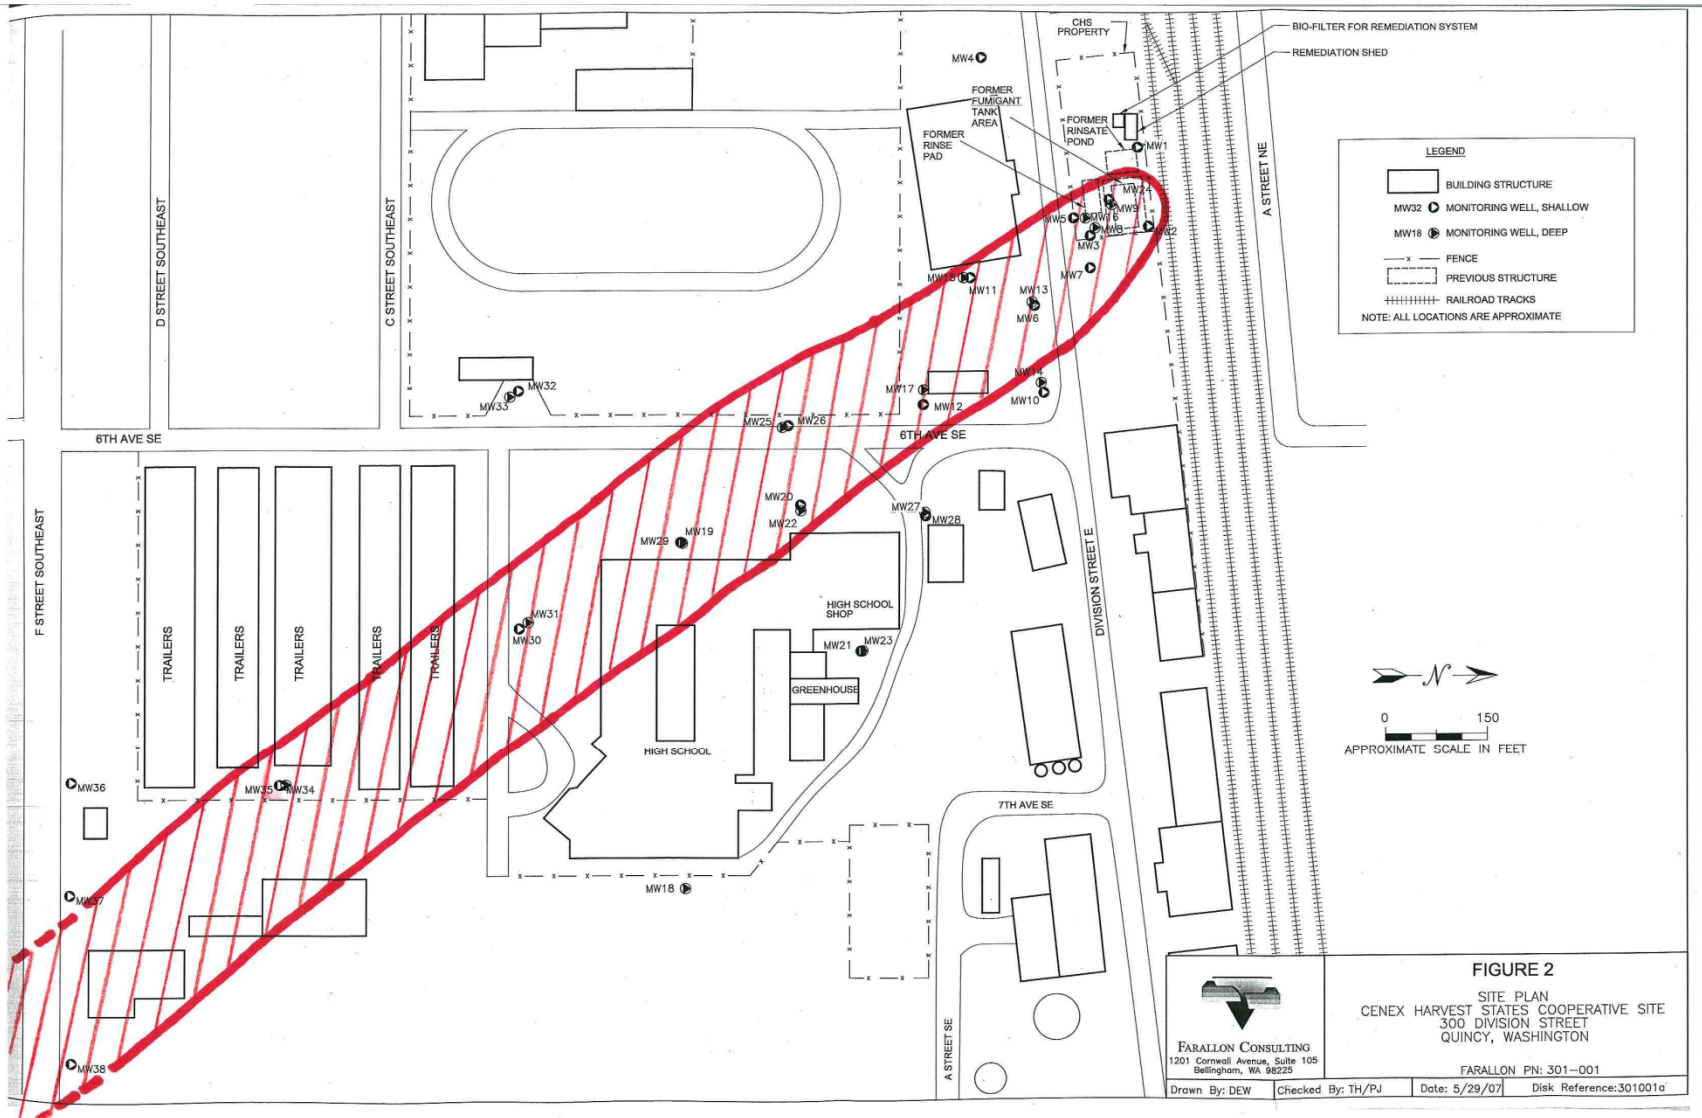 CHS
PROPERTY
BIO-FILTER FOR REMEDIATION SYSTEM
REMEDIATION SHED
MW4
FORMER
FUMIGANT
TANK
AREA
FORMER
RINSATE
POND
FORMER
RINSE
PAD
MW1
MW24
MW9
MW5
MW16
MW8
MW3
MW2
MW7
MW15
MW11
MW13
MW6
MW14
MW10
MW17
MW12
MW32
MW33
MW25
MW26
6TH AVE SE
6TH AVE SE
D STREET SOUTHEAST
C STREET SOUTHEAST
A STREET NE
F STREET SOUTHEAST
DIVISION STREET E
LEGEND
BUILDING STRUCTURE
MW32 MONITORING WELL, SHALLOW
MW18 MONITORING WELL, DEEP
x FENCE
PREVIOUS STRUCTURE
RAILROAD TRACKS
NOTE: ALL LOCATIONS ARE APPROXIMATE
MW20
MW22
MW27
MW28
MW19
MW29
MW31
MW30
HIGH SCHOOL
SHOP
MW21
MW23
GREENHOUSE
HIGH SCHOOL
TRAILERS
TRAILERS
TRAILERS
TRAILERS
TRAILERS
N
0 150
APPROXIMATE SCALE IN FEET
MW36
MW35
MW34
7TH AVE SE
MW18
MW37
MW38
A STREET SE
FARALLON CONSULTING
1201 Cornwall Avenue, Suite 105
Bellingham, WA 98225
FIGURE 2
SITE PLAN
CENEX HARVEST STATES COOPERATIVE SITE
300 DIVISION STREET
QUINCY, WASHINGTON
FARALLON PN: 301-001
Drawn By: DEW
Checked By: TH/PJ
Date: 5/29/07
Disk Reference:301001a